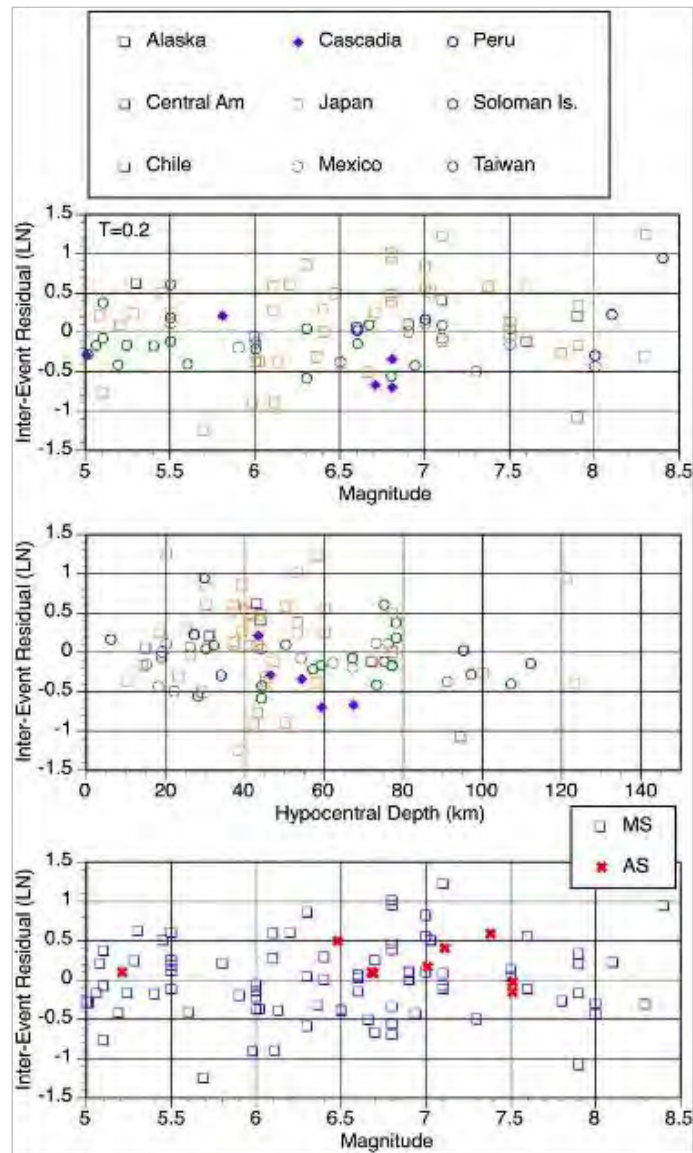 Alaska Cascadia Peru
Central Am Japan Soloman Is.
Chile Mexico Taiwan
1.5
1
0.5
0
-0.5
-1
-1.5
Inter-Event Residual (LN)
T=0.2
5 5.5 6 6.5 7 7.5 8 8.5
Magnitude
1.5
1
0.5
0
-0.5
-1
-1.5
Inter-Event Residual (LN)
0 20 40 60 80 100 120 140
Hypocentral Depth (km)
MS
AS
1.5
1
0.5
0
-0.5
-1
-1.5
Inter-Event Residual (LN)
5 5.5 6 6.5 7 7.5 8 8.5
Magnitude